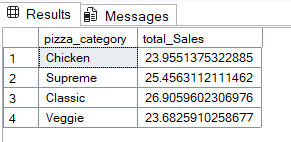 Results Messages
pizza_category total_Sales
1 Chicken 23.9551375322885
2 Supreme 25.4563112111462
3 Classic 26.9059602306976
4 Veggie 23.6825910258677